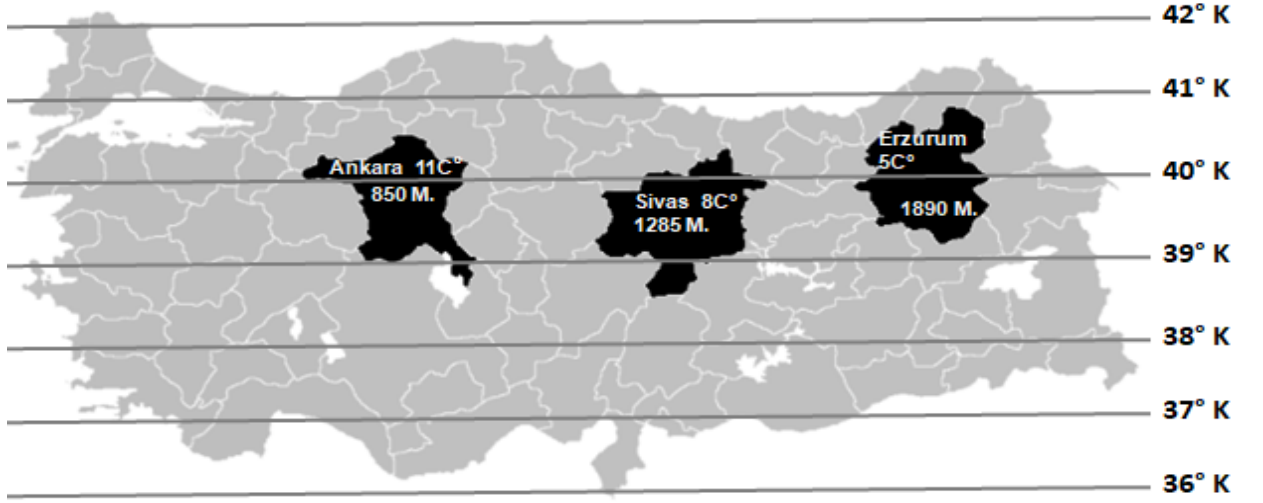 42° K
41° K
Erzurum
5C°
Ankara 11C°
40° K
850 M.
Sivas 8C°
1890 M.
1285 M.
39° K
38° K
37° K
36° K